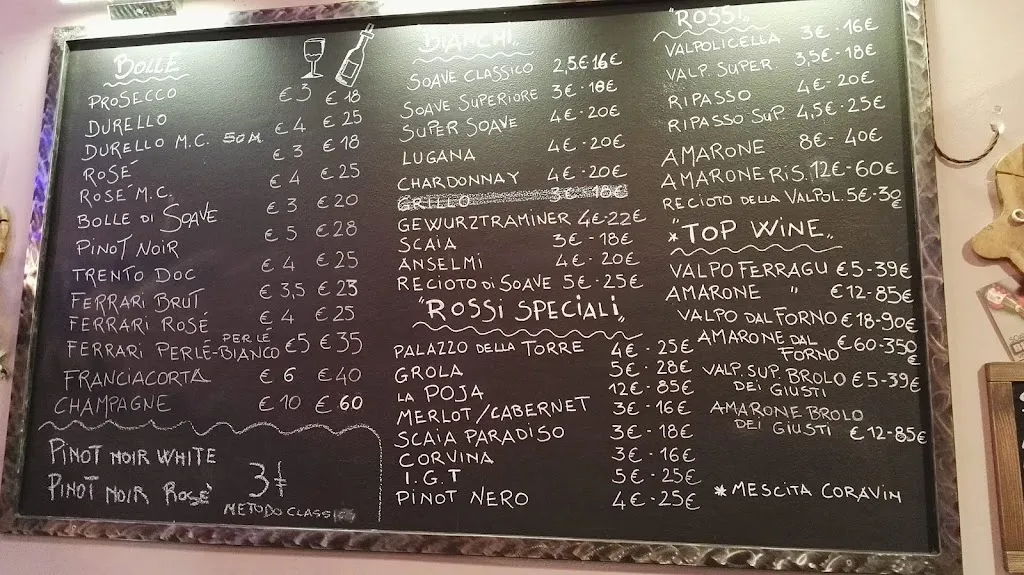 BOLLE
PROSECCO € 3 € 18
DURELLO
DURELLO M.C. 50M € 4 € 25
ROSÉ € 3 € 18
ROSÉ M.C. € 4 € 25
BOLLE DI SOAVE € 3 € 20
PINOT NOIR € 5 € 28
TRENTO DOC € 4 € 25
FERRARI BRUT € 3,5 € 23
FERRARI ROSÉ € 4 € 25
PERLÉ
FERRARI PERLÉ-BIANCO €5 €35
FRANCIACORTA € 6 €40
CHAMPAGNE € 10 € 60
PINOT NOIR WHITE
PINOT NOIR ROSÉ 3€
METODO CLASSICO
BIANCHI"
SOAVE CLASSICO 2,5€ 16€
SOAVE SUPERIORE 3€ - 18€
SUPER SOAVE 4€ - 20€
LUGANA 4€ - 20€
CHARDONNAY 4€ - 20€
GRILLO 3€ - 18€
GEWURZTRAMINER 4€-22€
SCAIA 3€ - 18€
ANSELMI 4€ - 20€
RECIOTO DI SOAVE 5€ - 25€
"ROSSI SPECIALI"
PALAZZO DELLA TORRE 4€ - 25€
GROLA 5€ - 28€
LA POJA 12€ - 85€
MERLOT/CABERNET 3€ - 16€
SCAIA PARADISO 3€ - 18€
CORVINA 3€ - 16€
I.G.T 5€ - 25€
PINOT NERO 4€ - 25€
"ROSSI"
VALPOLICELLA 3€ - 16€
VALP. SUPER 3,5€ - 18€
RIPASSO 4€ - 20€
RIPASSO SUP. 4,5€ - 25€
AMARONE 8€ - 40€
AMARONE RIS. 12€ - 60€
RECIOTO DELLA VALPOL. 5€ - 30€
*TOP WINE"
VALPO FERRAGU €5-39€
AMARONE " €12-85€
VALPO DAL FORNO €18-90€
AMARONE DAL FORNO €60-350€
VALP. SUP. BROLO DEI GIUSTI €5-39€
AMARONE BROLO
DEI GIUSTI €12-85€
*MESCITA CORAVIN